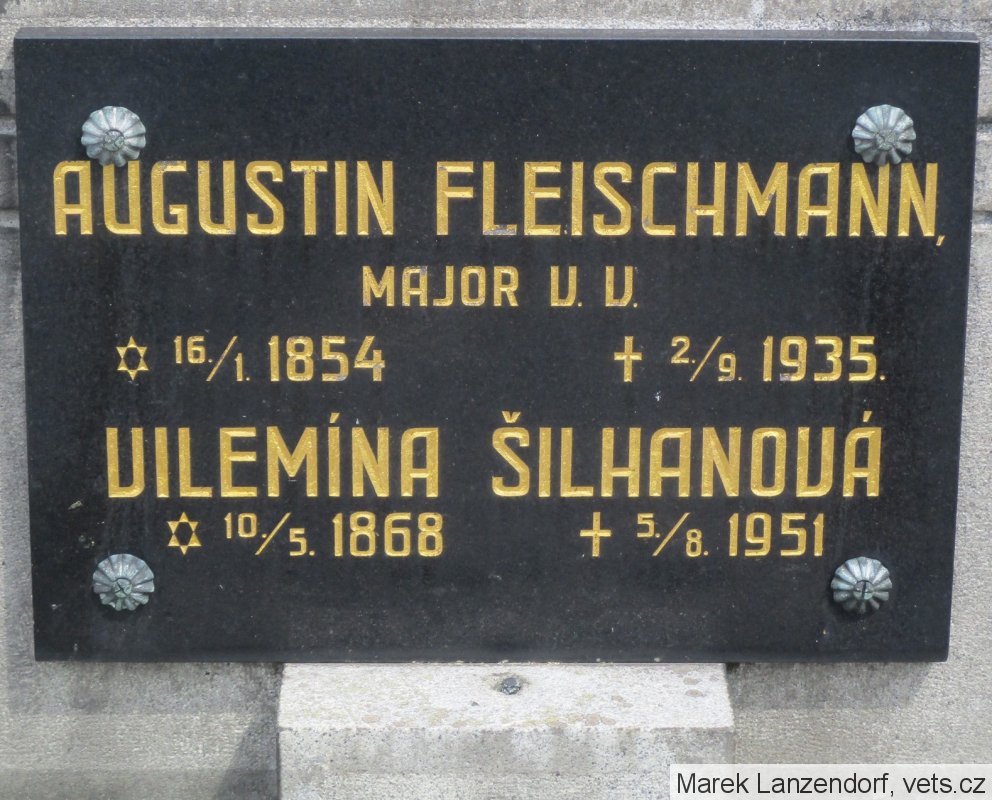 AUGUSTIN FLEISCHMANN,
MAJOR V. V.
✡ 16./1. 1854 † 2./9. 1935.
VILEMÍNA ŠILHANOVÁ
✡ 10./5. 1868 † 5./8. 1951
Marek Lanzendorf, vets.cz